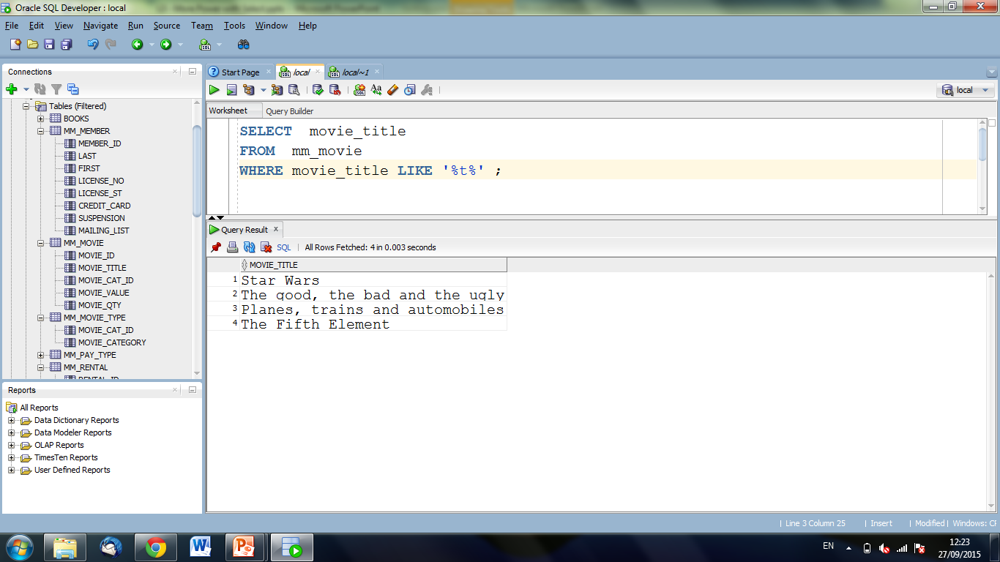 Oracle SQL Developer : local
File Edit View Navigate Run Source Team Tools Window Help
Connections
Tables (Filtered)
BOOKS
MM_MEMBER
MEMBER_ID
LAST
FIRST
LICENSE_NO
LICENSE_ST
CREDIT_CARD
SUSPENSION
MAILING_LIST
MM_MOVIE
MOVIE_ID
MOVIE_TITLE
MOVIE_CAT_ID
MOVIE_VALUE
MOVIE_QTY
MM_MOVIE_TYPE
MOVIE_CAT_ID
MOVIE_CATEGORY
MM_PAY_TYPE
MM_RENTAL
RENTAL_ID
Reports
All Reports
Data Dictionary Reports
Data Modeler Reports
OLAP Reports
TimesTen Reports
User Defined Reports
Start Page local local~1
local
Worksheet Query Builder
SELECT movie_title
FROM mm_movie
WHERE movie_title LIKE '%t%' ;
Query Result x
SQL | All Rows Fetched: 4 in 0.003 seconds
MOVIE_TITLE
1 Star Wars
2 The good, the bad and the ugly
3 Planes, trains and automobiles
4 The Fifth Element
| Line 3 Column 25 | Insert | Modified | Windows: CF
EN 12:23
27/09/2015